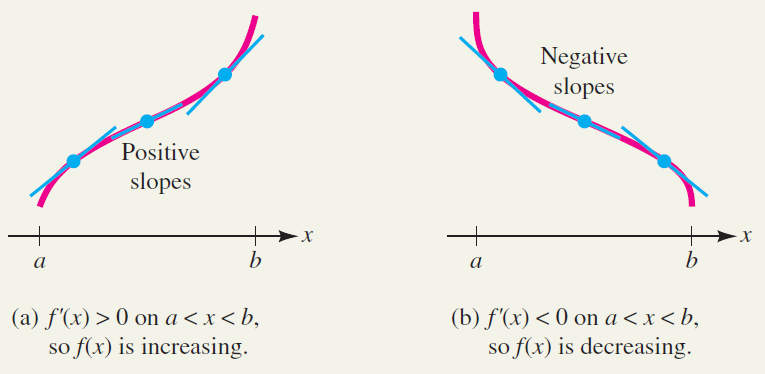 Positive
slopes
a
b
x
(a) f'(x) > 0 on a < x < b,
so f(x) is increasing.
Negative
slopes
a
b
x
(b) f'(x) < 0 on a < x < b,
so f(x) is decreasing.